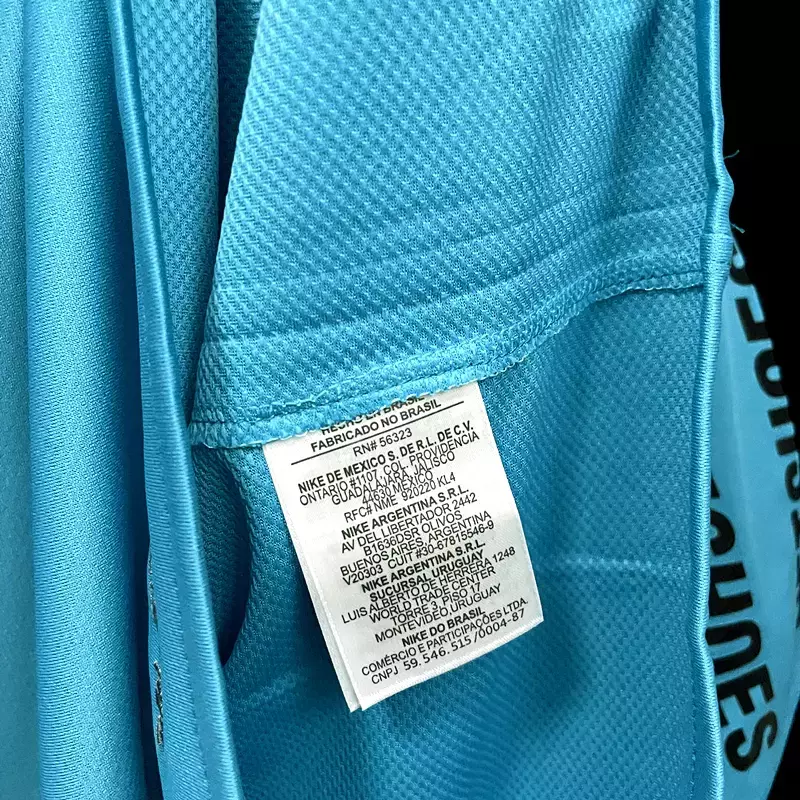 HECHO EN BRASIL
FABRICADO NO BRASIL
RN# 56323
NIKE DE MEXICO S. DE R.L. DE C.V.
ONTARIO #1107, COL. PROVIDENCIA
GUADALAJARA, JALISCO
44630 MEXICO
RFC# NME 920220 KL4
NIKE ARGENTINA S.R.L.
AV DEL LIBERTADOR 2442
B1636DSR OLIVOS
BUENOS AIRES, ARGENTINA
V20303 CUIT #30-67815546-9
NIKE ARGENTINA S.R.L.
SUCURSAL URUGUAY
LUIS ALBERTO DE HERRERA 1248
WORLD TRADE CENTER
TORRE 3, PISO 17
MONTEVIDEO URUGUAY
NIKE DO BRASIL
COMÉRCIO E PARTICIPAÇÕES LTDA.
CNPJ 59.546.515/0004-87